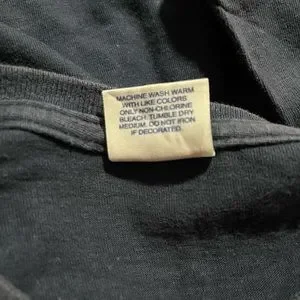 MACHINE WASH WARM
WITH LIKE COLORS.
ONLY NON-CHLORINE
BLEACH. TUMBLE DRY
MEDIUM. DO NOT IRON
IF DECORATED.